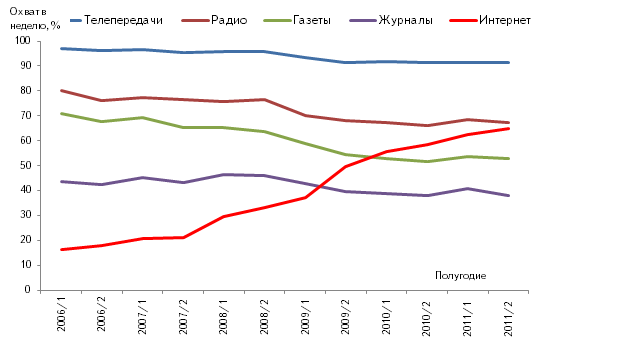 Охват в
неделю, %
Телепередачи
Радио
Газеты
Журналы
Интернет
100
90
80
70
60
50
40
30
20
10
0
Полугодие
2006/1
2006/2
2007/1
2007/2
2008/1
2008/2
2009/1
2009/2
2010/1
2010/2
2011/1
2011/2